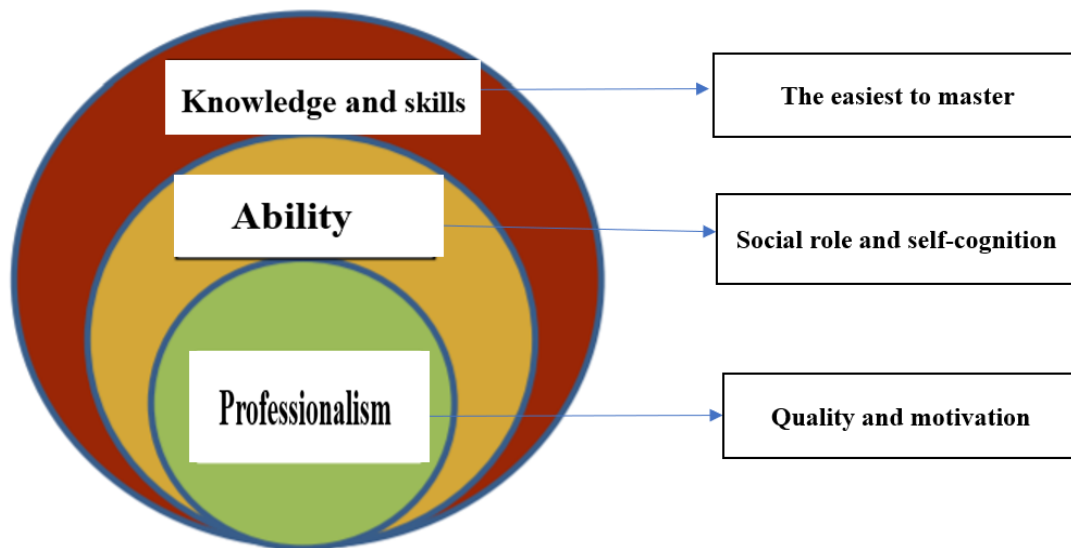 Knowledge and skills
The easiest to master
Ability
Social role and self-cognition
Professionalism
Quality and motivation